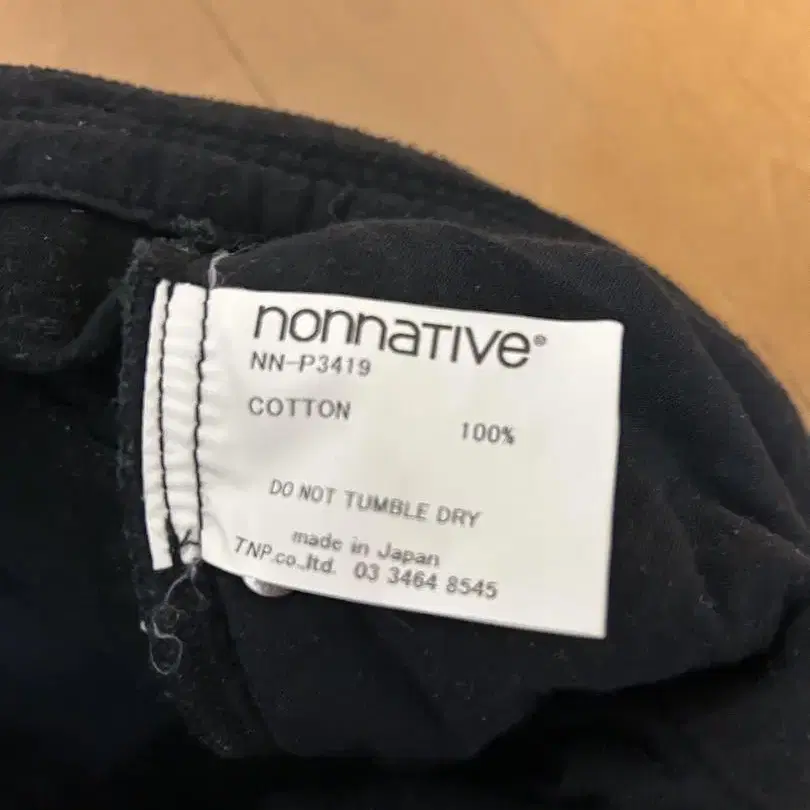 nonnative®
NN-P3419
COTTON 100%
DO NOT TUMBLE DRY
made in Japan
TNP.co.,ltd. 03 3464 8545